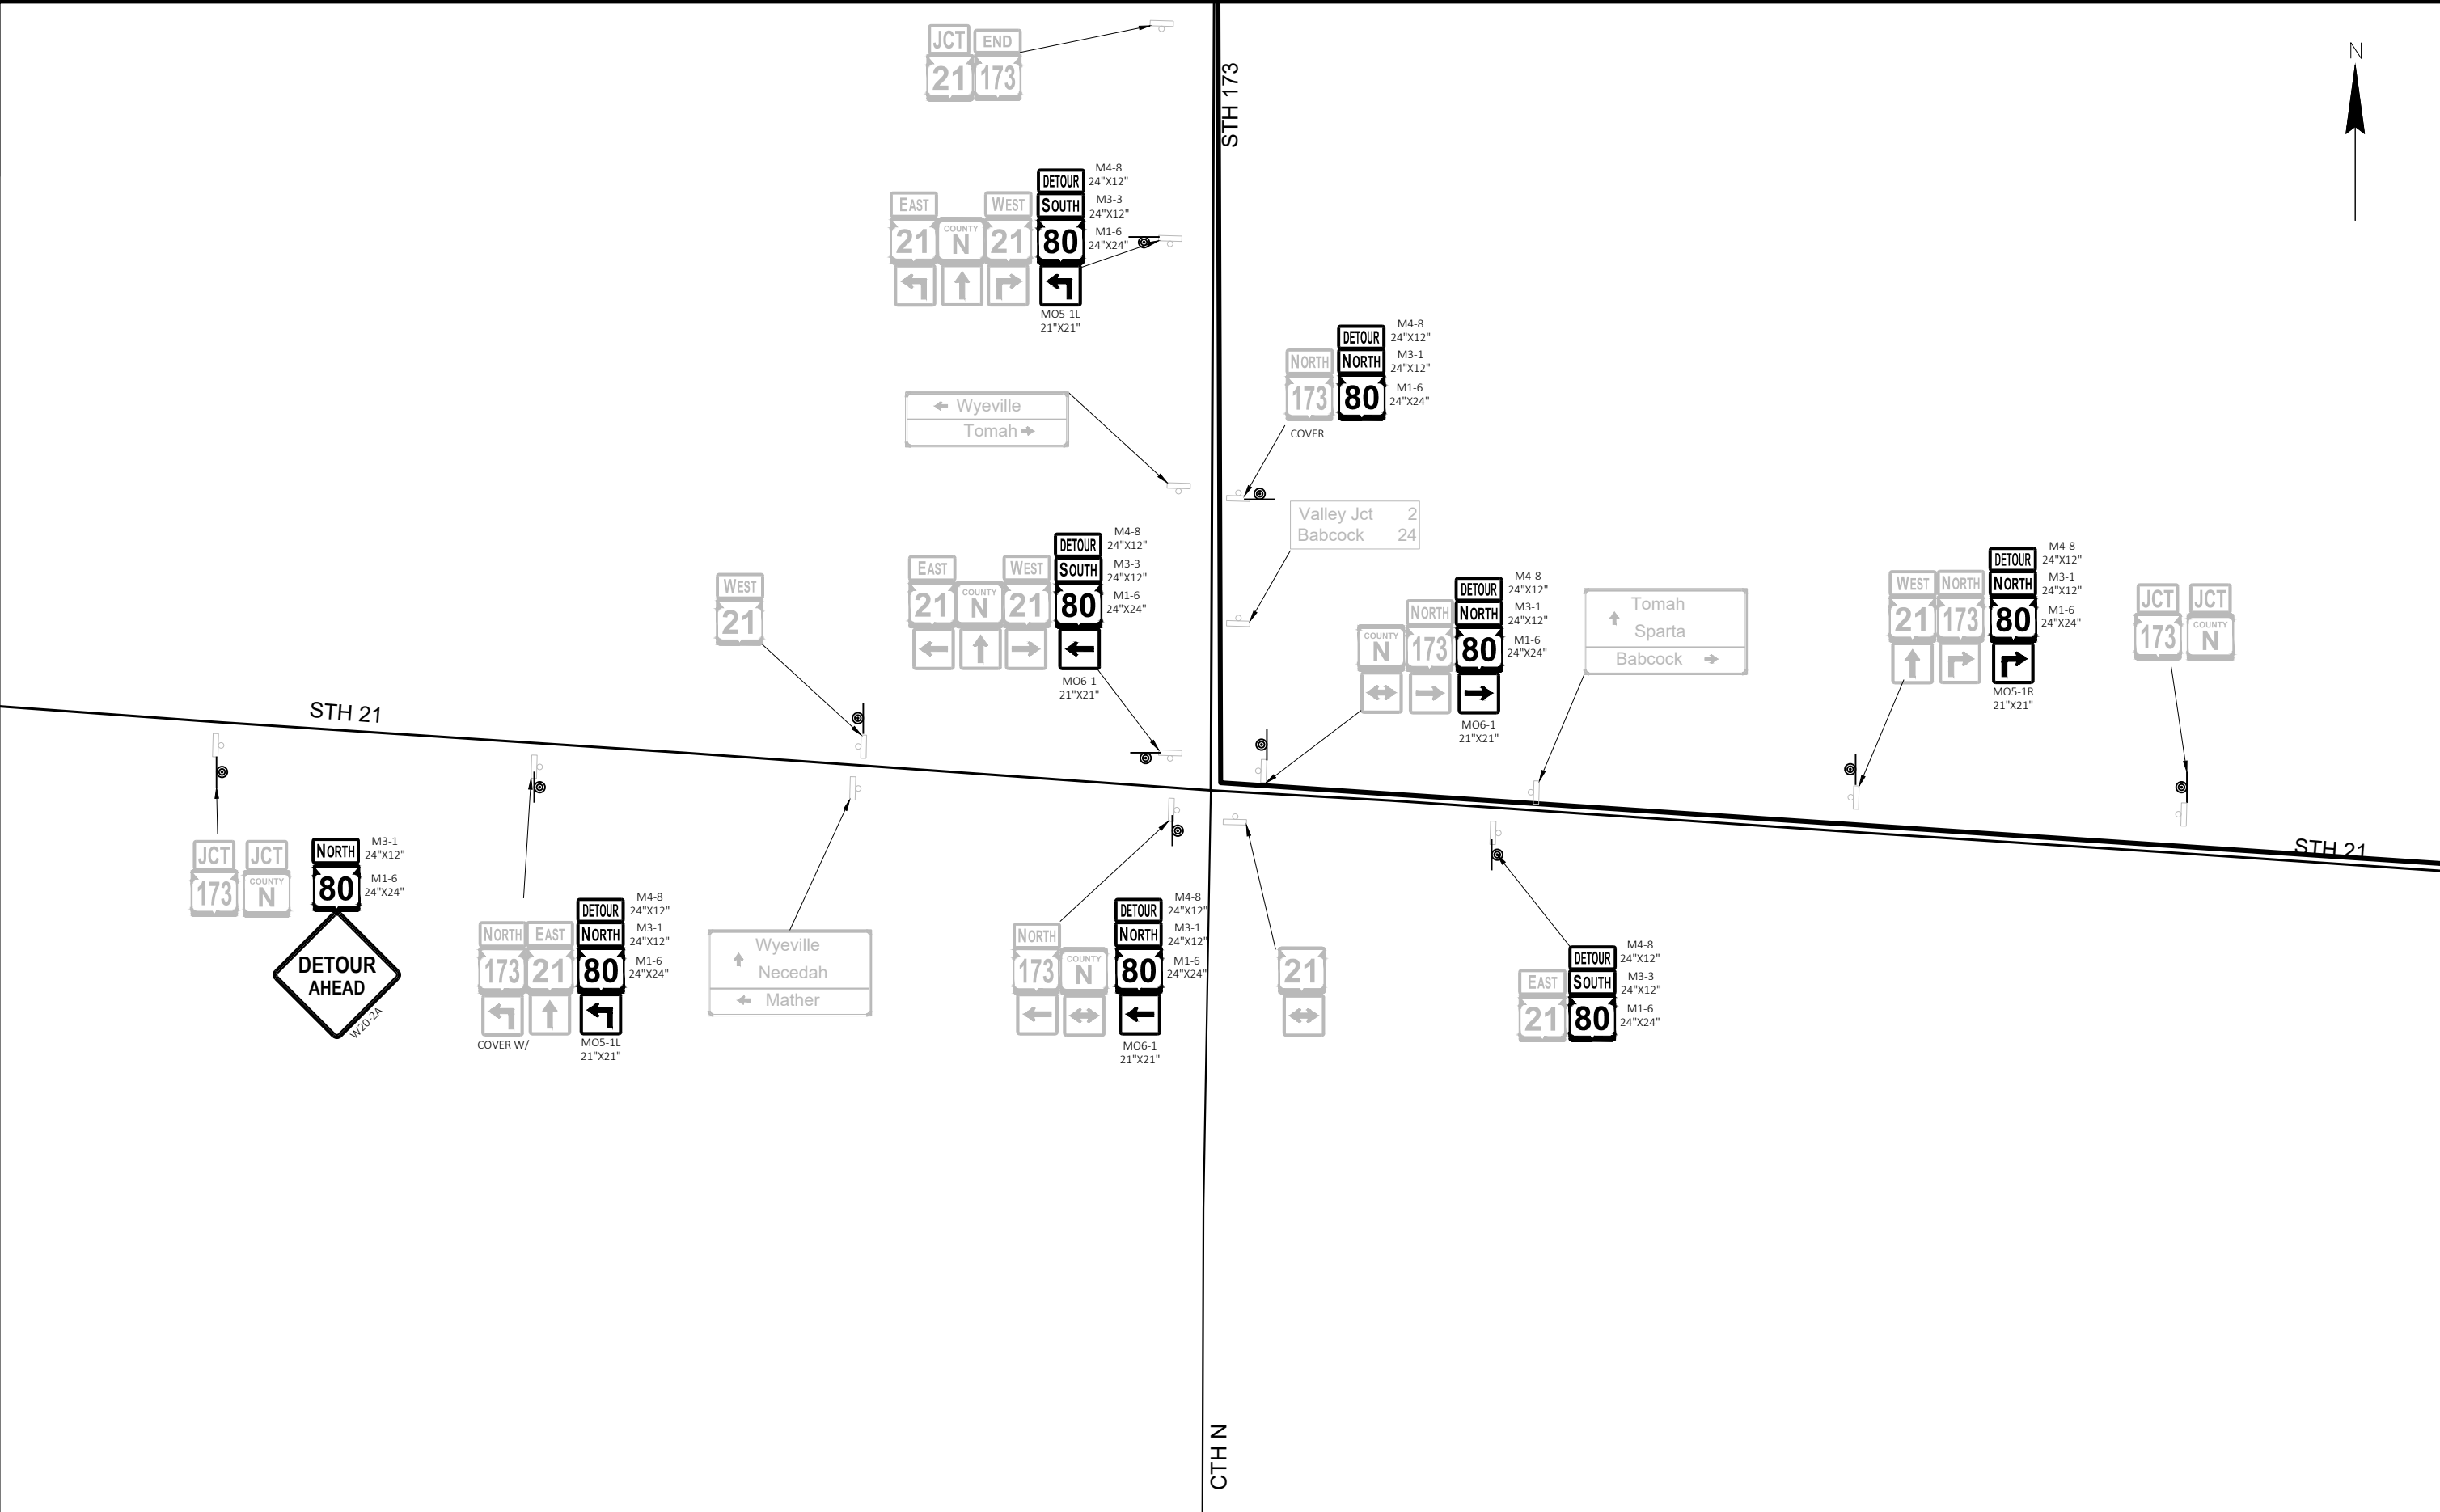 JCT END
21 173
STH 173
N
DETOUR
M4-8
24"X12"
EAST WEST SOUTH
M3-3
24"X12"
21 COUNTY N 21 80
M1-6
24"X24"
MO5-1L
21"X21"
DETOUR
M4-8
24"X12"
NORTH NORTH
M3-1
24"X12"
173 80
M1-6
24"X24"
COVER
Wyeville
Tomah
Valley Jct 2
Babcock 24
WEST
21
DETOUR
M4-8
24"X12"
EAST WEST SOUTH
M3-3
24"X12"
21 COUNTY N 21 80
M1-6
24"X24"
MO6-1
21"X21"
DETOUR
M4-8
24"X12"
NORTH NORTH
M3-1
24"X12"
COUNTY N 173 80
M1-6
24"X24"
MO6-1
21"X21"
Tomah
Sparta
Babcock
DETOUR
M4-8
24"X12"
WEST NORTH NORTH
M3-1
24"X12"
21 173 80
M1-6
24"X24"
MO5-1R
21"X21"
JCT JCT
173 COUNTY N
STH 21
STH 21
JCT JCT NORTH
M3-1
24"X12"
173 COUNTY N 80
M1-6
24"X24"
DETOUR
AHEAD
W20-2A
DETOUR
M4-8
24"X12"
NORTH EAST NORTH
M3-1
24"X12"
173 21 80
M1-6
24"X24"
COVER W/
MO5-1L
21"X21"
Wyeville
Necedah
Mather
DETOUR
M4-8
24"X12"
NORTH NORTH
M3-1
24"X12"
173 COUNTY N 80
M1-6
24"X24"
MO6-1
21"X21"
21
DETOUR
M4-8
24"X12"
EAST SOUTH
M3-3
24"X12"
21 80
M1-6
24"X24"
CTH N